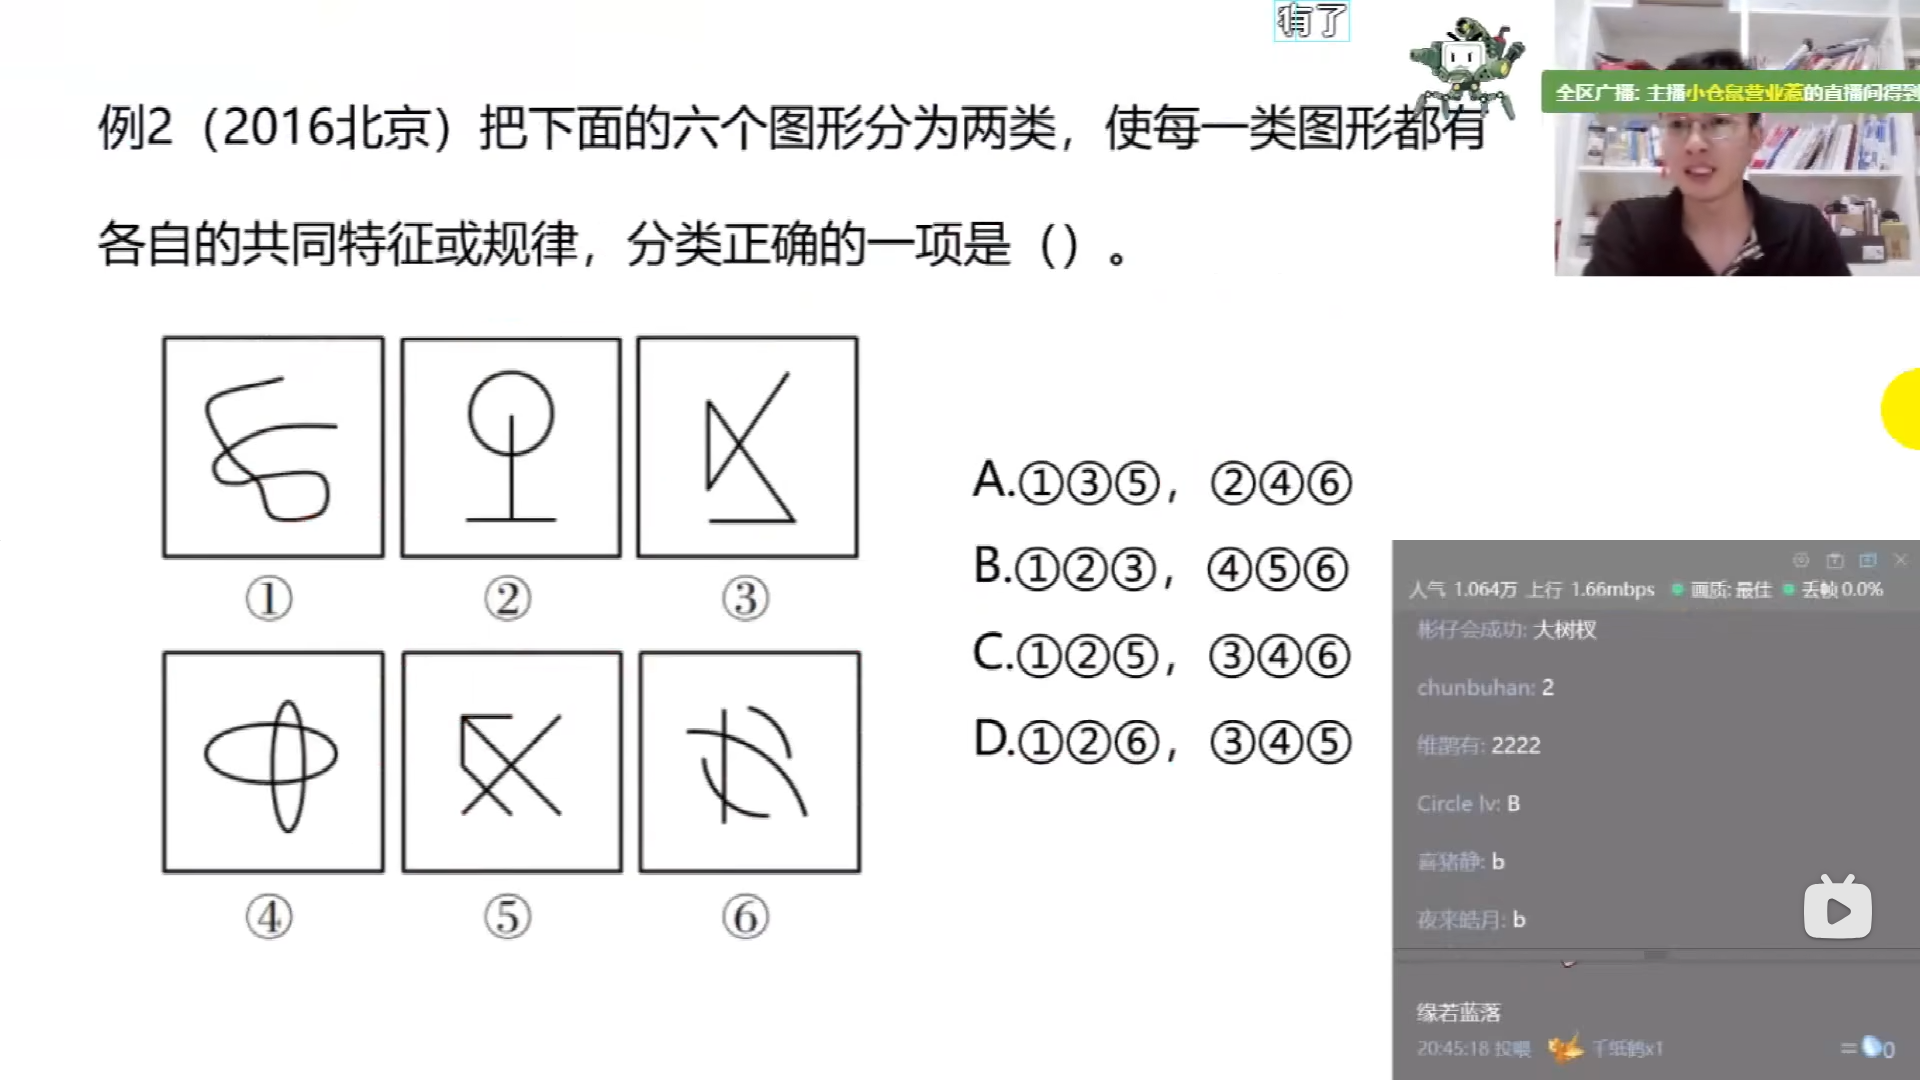 有了
全区广播: 主播小仓鼠营业惹的直播间得到
例2（2016北京）把下面的六个图形分为两类，使每一类图形都有
各自的共同特征或规律，分类正确的一项是（）。
① ② ③
④ ⑤ ⑥
A.①③⑤，②④⑥
B.①②③，④⑤⑥
C.①②⑤，③④⑥
D.①②⑥，③④⑤
人气 1.064万 上行 1.66mbps 画质: 最佳 丢帧 0.0%
彬仔会成功: 大树杈
chunbuhan: 2
维鹊有: 2222
Circle lv: B
喜猪静: b
夜来皓月: b
缘若蓝落
20:45:18 投喂 千纸鹤x1 =0